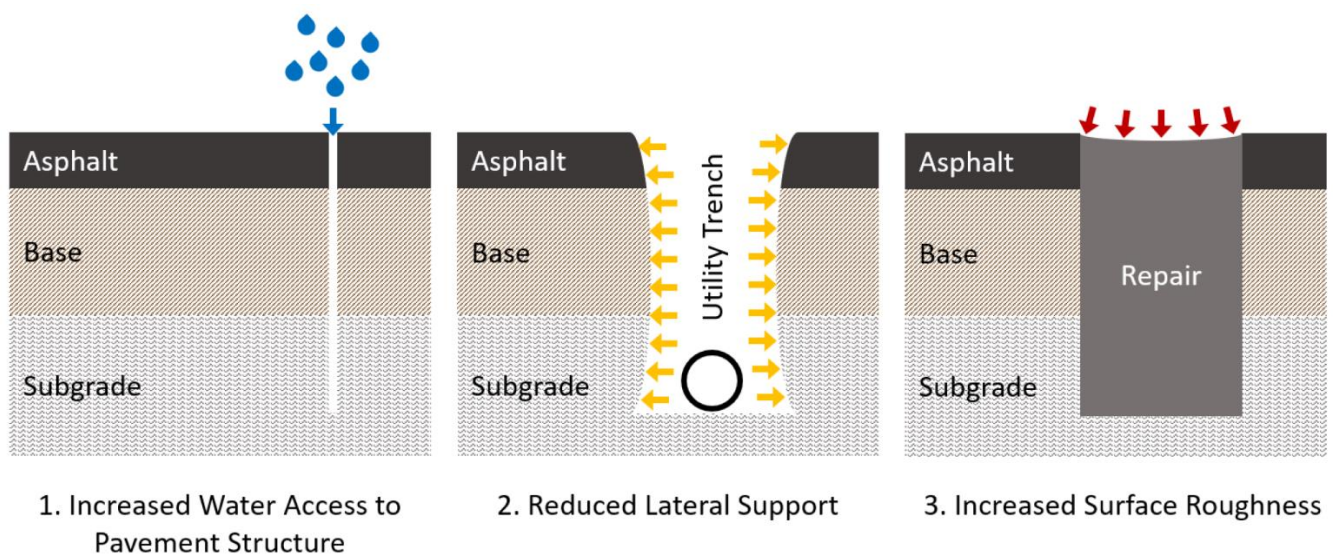 Asphalt
Base
Subgrade
1. Increased Water Access to
Pavement Structure
Asphalt
Base
Subgrade
Utility Trench
2. Reduced Lateral Support
Asphalt
Base
Subgrade
Repair
3. Increased Surface Roughness